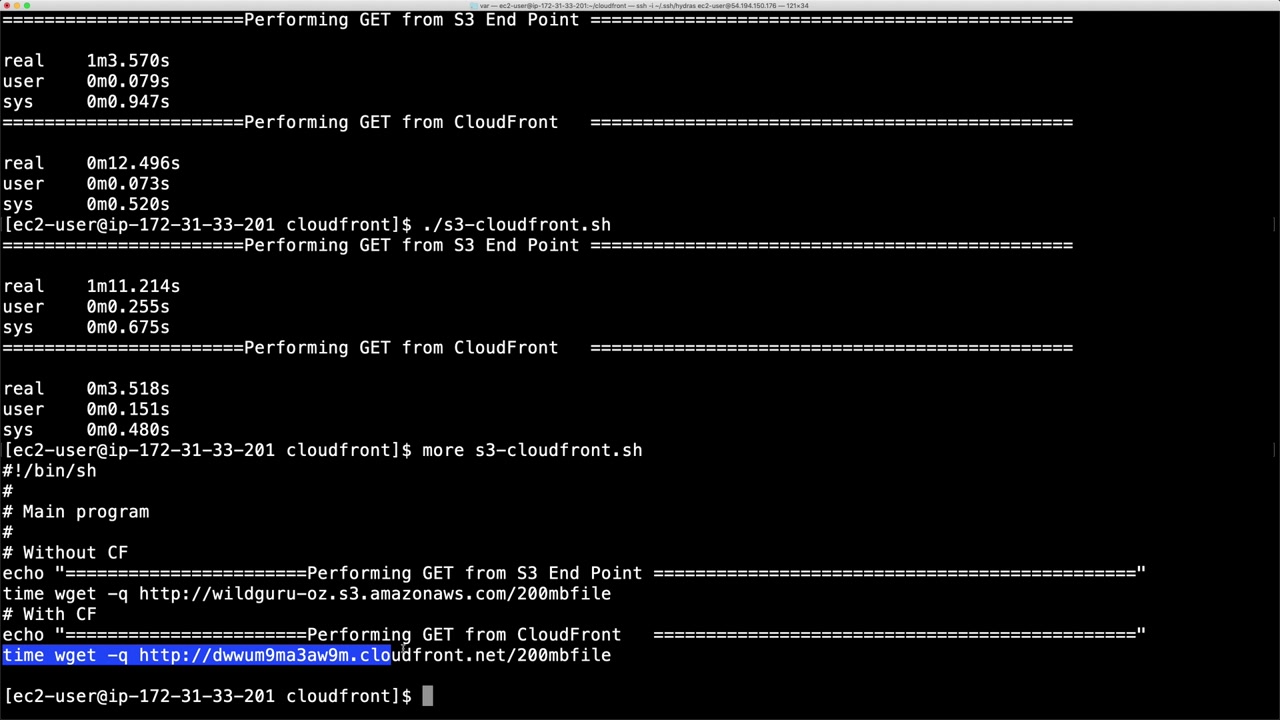 var — ec2-user@ip-172-31-33-201:~/cloudfront — ssh -i ~/.ssh/hydras ec2-user@54.194.150.176 — 121×34
=======================Performing GET from S3 End Point ==============================================
real    1m3.570s
user    0m0.079s
sys     0m0.947s
=======================Performing GET from CloudFront   ==============================================
real    0m12.496s
user    0m0.073s
sys     0m0.520s
[ec2-user@ip-172-31-33-201 cloudfront]$ ./s3-cloudfront.sh
=======================Performing GET from S3 End Point ==============================================
real    1m11.214s
user    0m0.255s
sys     0m0.675s
=======================Performing GET from CloudFront   ==============================================
real    0m3.518s
user    0m0.151s
sys     0m0.480s
[ec2-user@ip-172-31-33-201 cloudfront]$ more s3-cloudfront.sh
#!/bin/sh
#
# Main program
#
# Without CF
echo "=======================Performing GET from S3 End Point =============================================="
time wget -q http://wildguru-oz.s3.amazonaws.com/200mbfile
# With CF
echo "=======================Performing GET from CloudFront   =============================================="
time wget -q http://dwwum9ma3aw9m.cloudfront.net/200mbfile
[ec2-user@ip-172-31-33-201 cloudfront]$